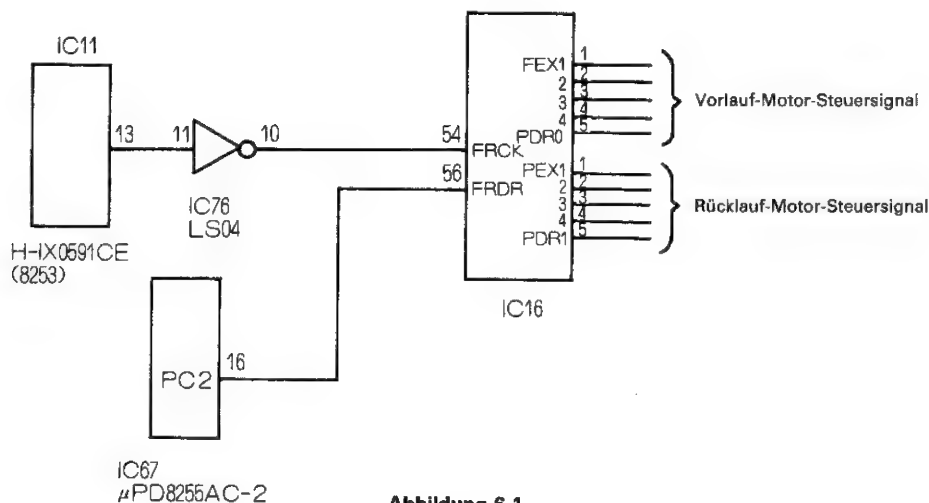 IC11
13
11
10
IC76
LS04
H-IX0591CE
(8253)
54
FRCK
56
FRDR
FEX1 1
2 2
3 3
4 4
PDR0 5
Vorlauf-Motor-Steuersignal
PEX1 1
2 2
3 3
4 4
PDR1 5
Rücklauf-Motor-Steuersignal
IC16
PC2
16
IC67
μPD8255AC-2
Abbildung 6-1